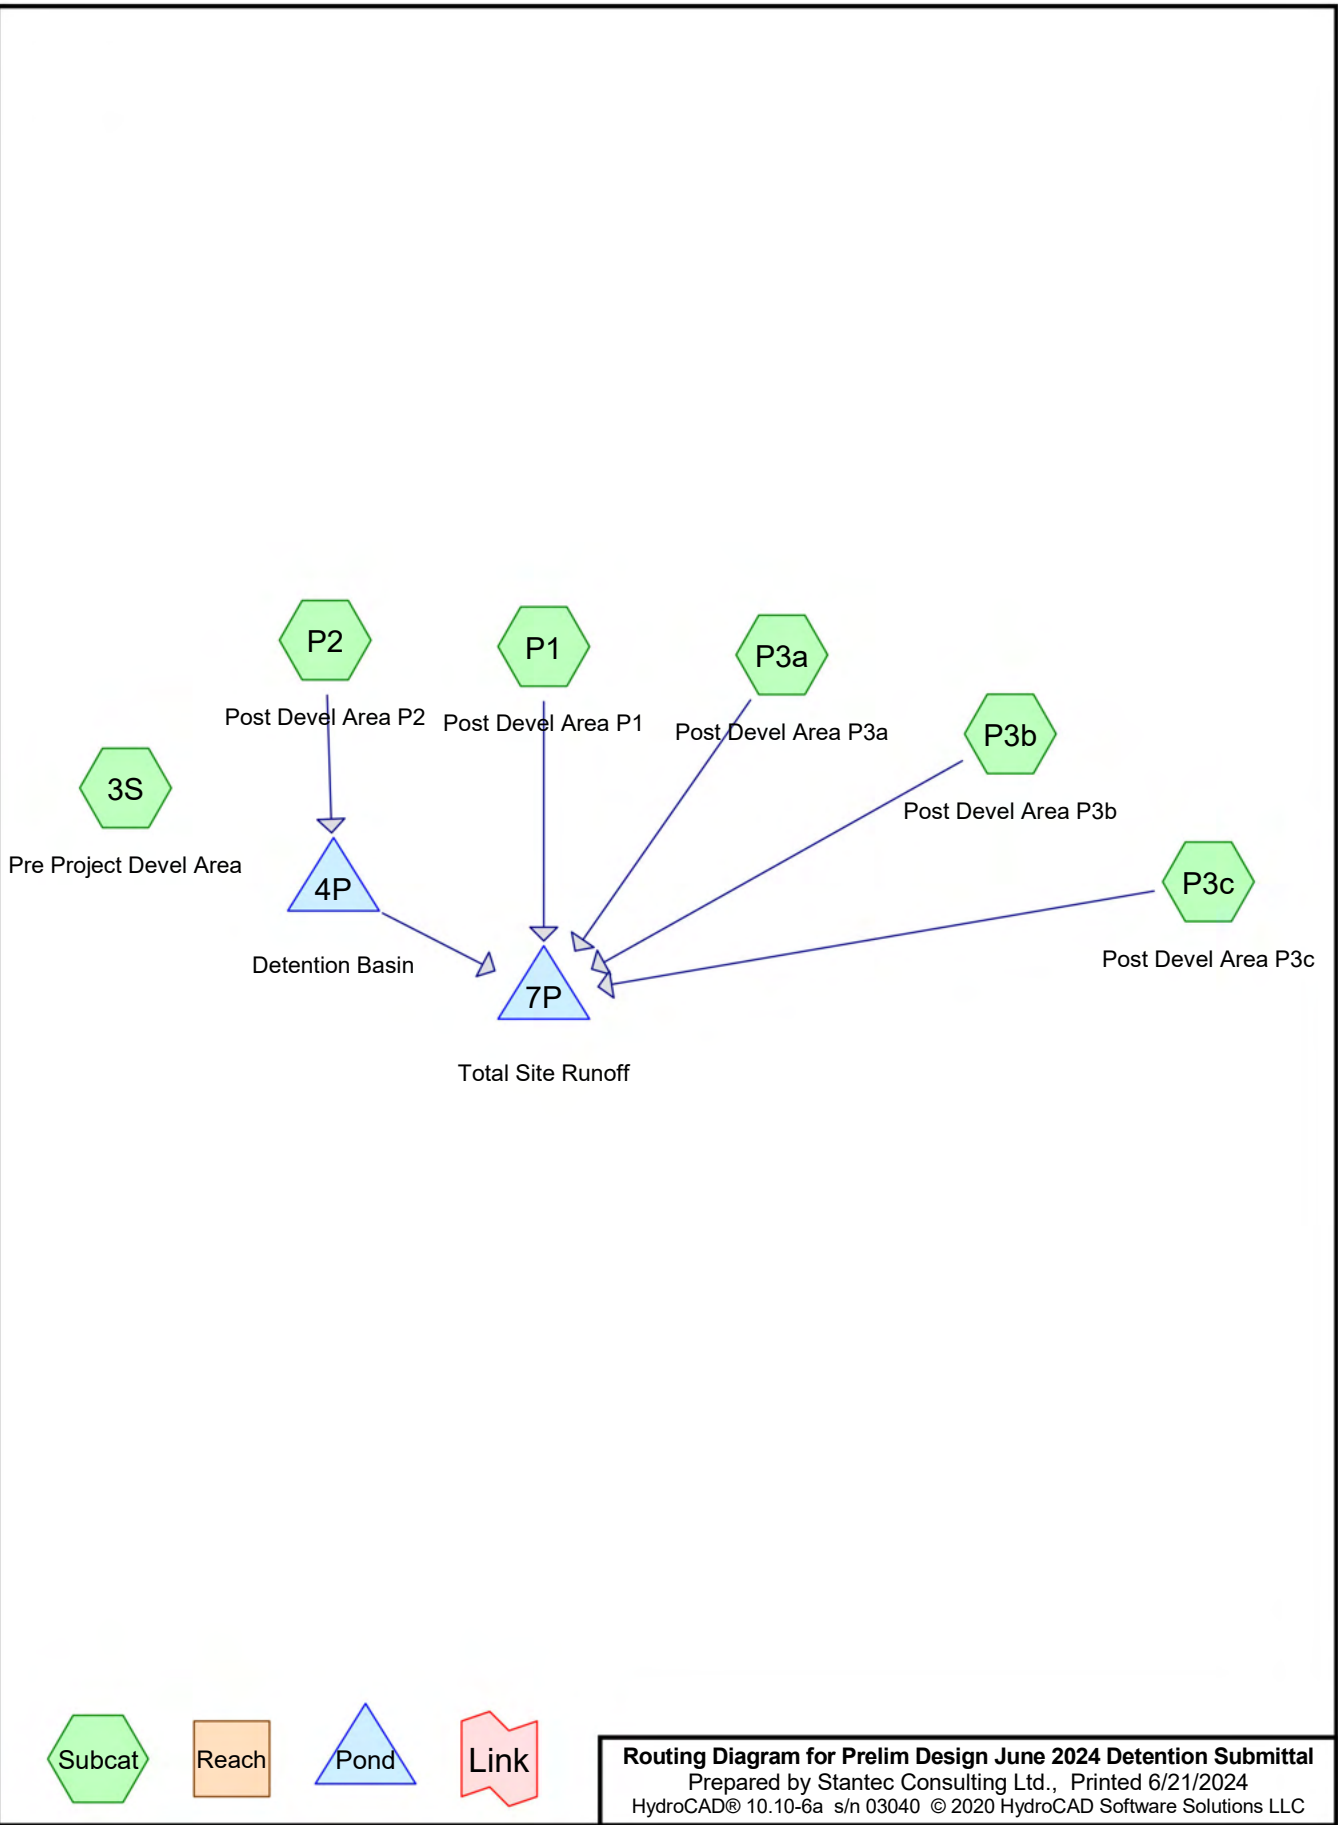 P2
P1
P3a
Post Devel Area P2
Post Devel Area P1
Post Devel Area P3a
P3b
3S
Post Devel Area P3b
Pre Project Devel Area
4P
P3c
Detention Basin
Post Devel Area P3c
7P
Total Site Runoff
Subcat
Reach
Pond
Link
Routing Diagram for Prelim Design June 2024 Detention Submittal
Prepared by Stantec Consulting Ltd., Printed 6/21/2024
HydroCAD® 10.10-6a s/n 03040 © 2020 HydroCAD Software Solutions LLC